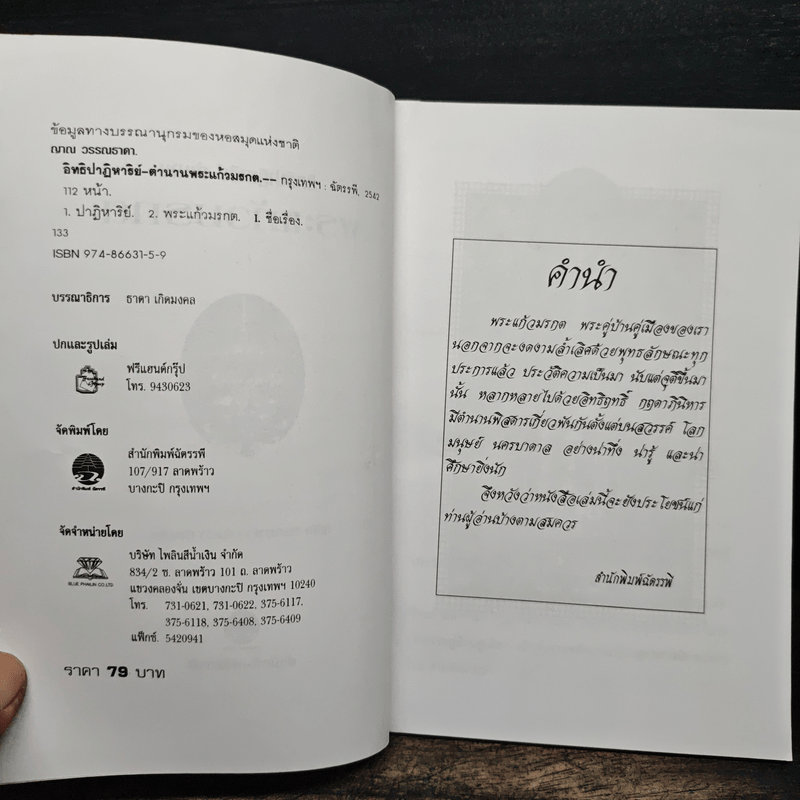 ข้อมูลทางบรรณานุกรมของหอสมุดแห่งชาติ
ญาณ วรรณธาดา.
อิทธิปาฏิหาริย์-ตำนานพระแก้วมรกต.-- กรุงเทพฯ : ฉัตรรพี, 2542
112 หน้า.
1. ปาฏิหาริย์. 2. พระแก้วมรกต. I. ชื่อเรื่อง.
133
ISBN 974-86631-5-9
บรรณาธิการ ธาดา เกิดมงคล
ปกและรูปเล่ม
ฟรีแฮนด์กรุ๊ป
โทร. 9430623
จัดพิมพ์โดย
สำนักพิมพ์ฉัตรรพี
107/917 ลาดพร้าว
บางกะปิ กรุงเทพฯ
สำนักพิมพ์ ฉัตรรพี
จัดจำหน่ายโดย
บริษัท ไพลินสีน้ำเงิน จำกัด
834/2 ซ. ลาดพร้าว 101 ถ. ลาดพร้าว
แขวงคลองจั่น เขตบางกะปิ กรุงเทพฯ 10240
โทร. 731-0621, 731-0622, 375-6117,
375-6118, 375-6408, 375-6409
แฟ็กซ์. 5420941
BLUE PHAILIN CO.LTD
ราคา 79 บาท
คำนำ
พระแก้วมรกต พระคู่บ้านคู่เมืองของเรา
นอกจากจะงดงามล้ำเลิศด้วยพุทธลักษณะทุก
ประการแล้ว ประวัติความเป็นมา นับแต่จุติขึ้นมา
นั้น หลากหลายไปด้วยอิทธิฤทธิ์ กฤดาภินิหาร
มีตำนานพิสดารเกี่ยวพันกันตั้งแต่บนสวรรค์ โลก
มนุษย์ นครบาดาล อย่างน่าทึ่ง น่ารู้ และน่า
ศึกษายิ่งนัก
จึงหวังว่าหนังสือเล่มนี้จะยังประโยชน์แก่
ท่านผู้อ่านบ้างตามสมควร
สำนักพิมพ์ฉัตรรพี